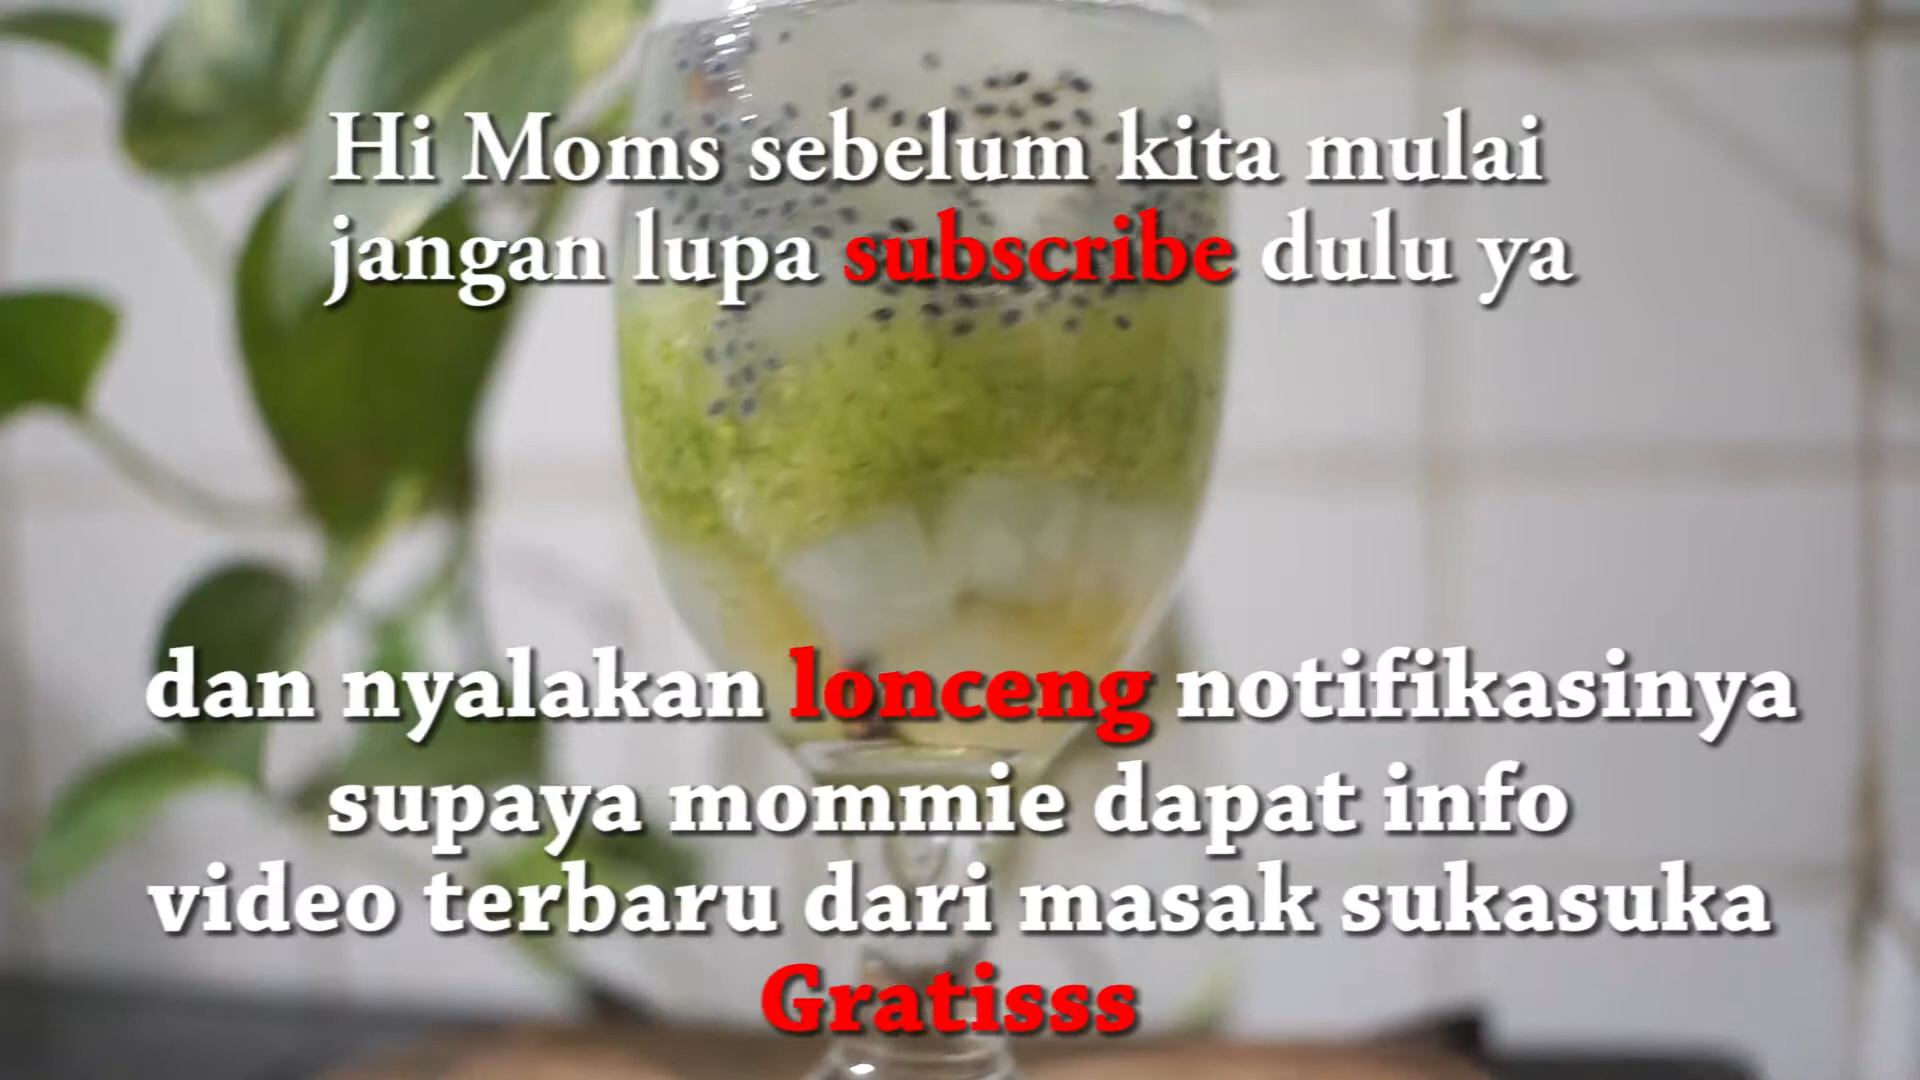 Hi Moms sebelum kita mulai
jangan lupa subscribe dulu ya
dan nyalakan lonceng notifikasinya
supaya mommie dapat info
video terbaru dari masak sukasuka
Gratisss